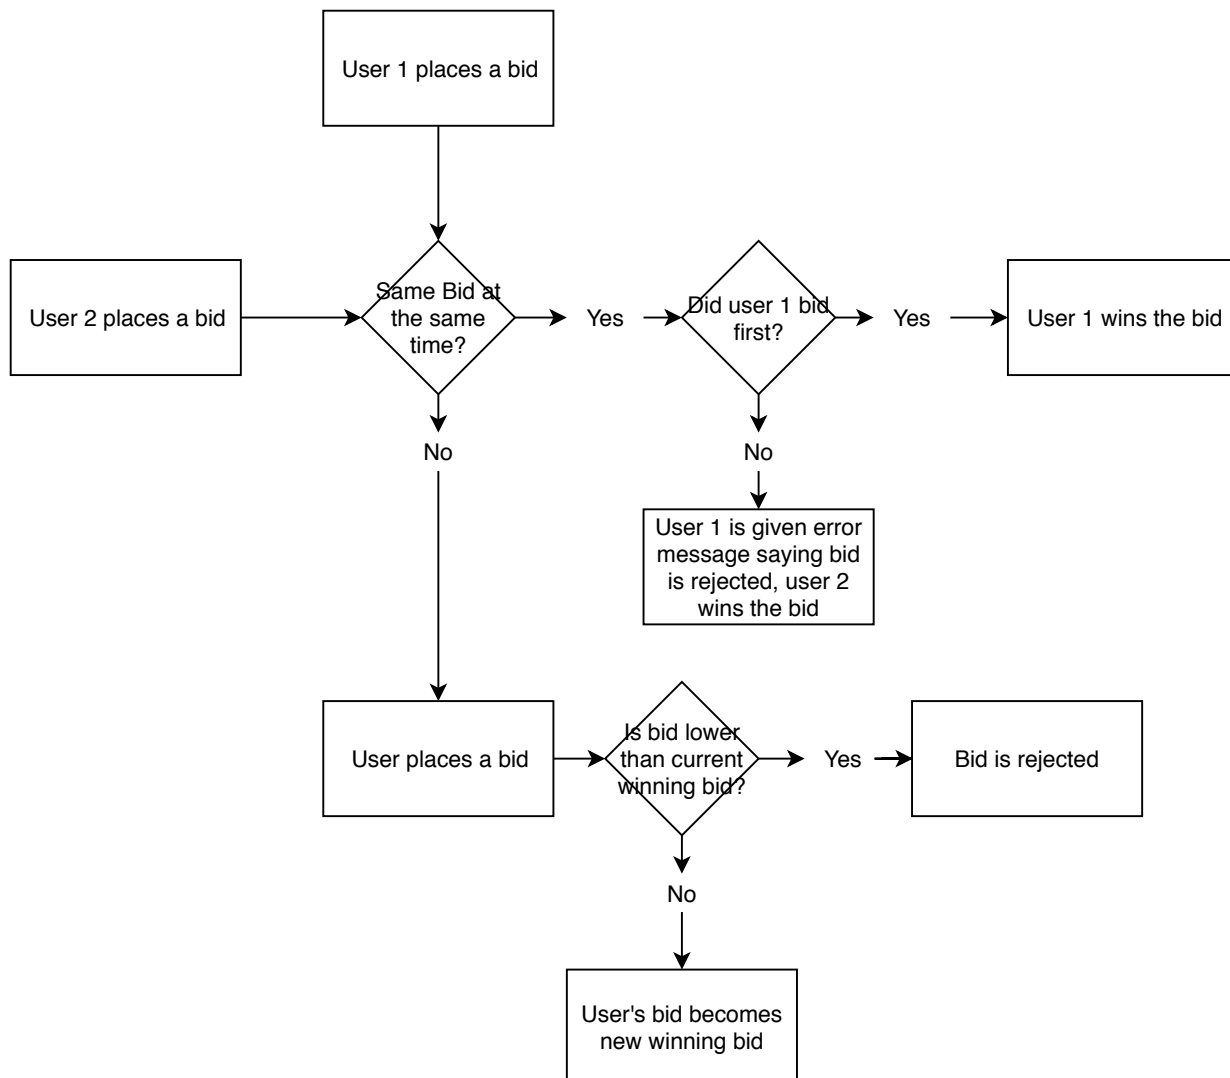 User 1 places a bid
User 2 places a bid
Same Bid at
the same
time?
Yes
Did user 1 bid
first?
Yes
User 1 wins the bid
No
No
User 1 is given error
message saying bid
is rejected, user 2
wins the bid
User places a bid
Is bid lower
than current
winning bid?
Yes
Bid is rejected
No
User's bid becomes
new winning bid